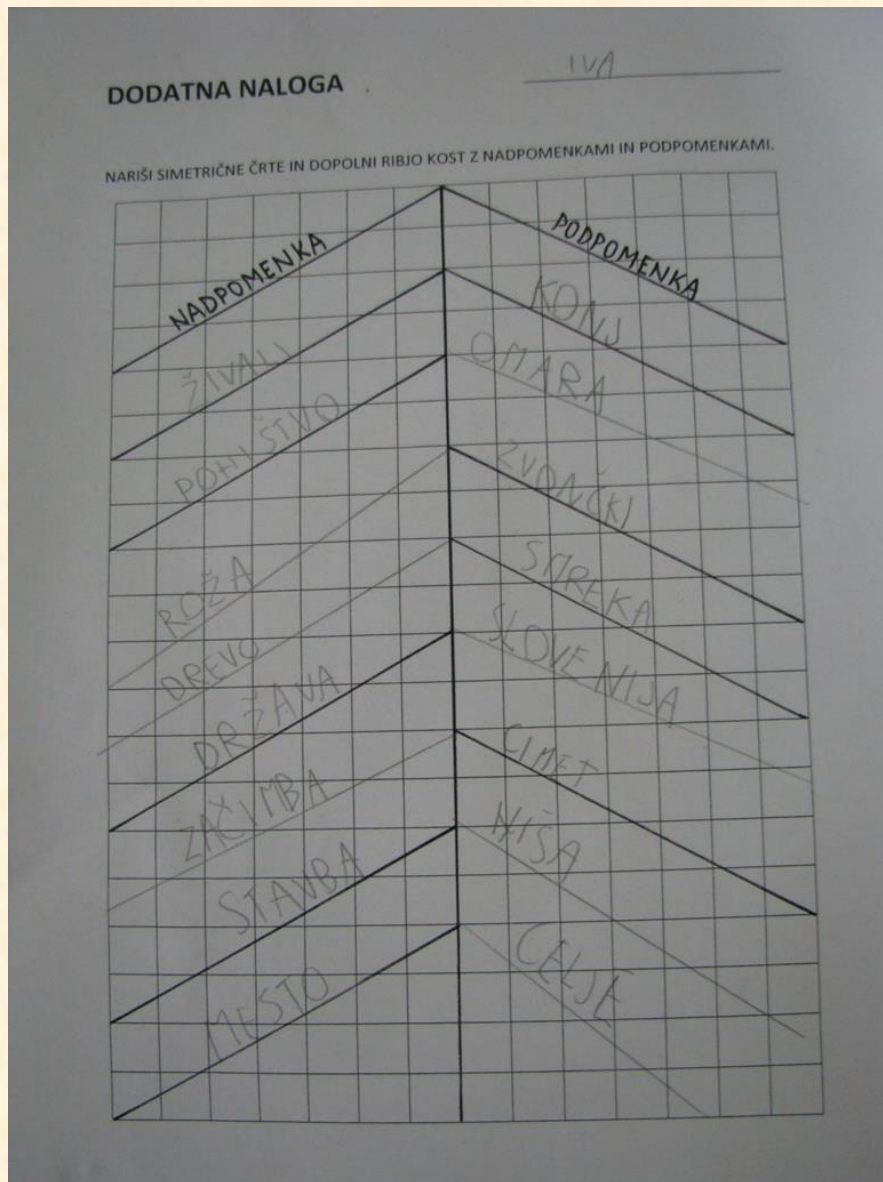 IVA
DODATNA NALOGA
NARIŠI SIMETRIČNE ČRTE IN DOPOLNI RIBJO KOST Z NADPOMENKAMI IN PODPOMENKAMI.
NADPOMENKA
PODPOMENKA
ŽIVALI
KONJ
POHIŠTVO
OMARA
ROŽA
ZVONČKI
DREVO
SMREKA
DRŽAVA
SLOVENIJA
ZAČIMBA
CIMET
STAVBA
HIŠA
MESTO
CELJE